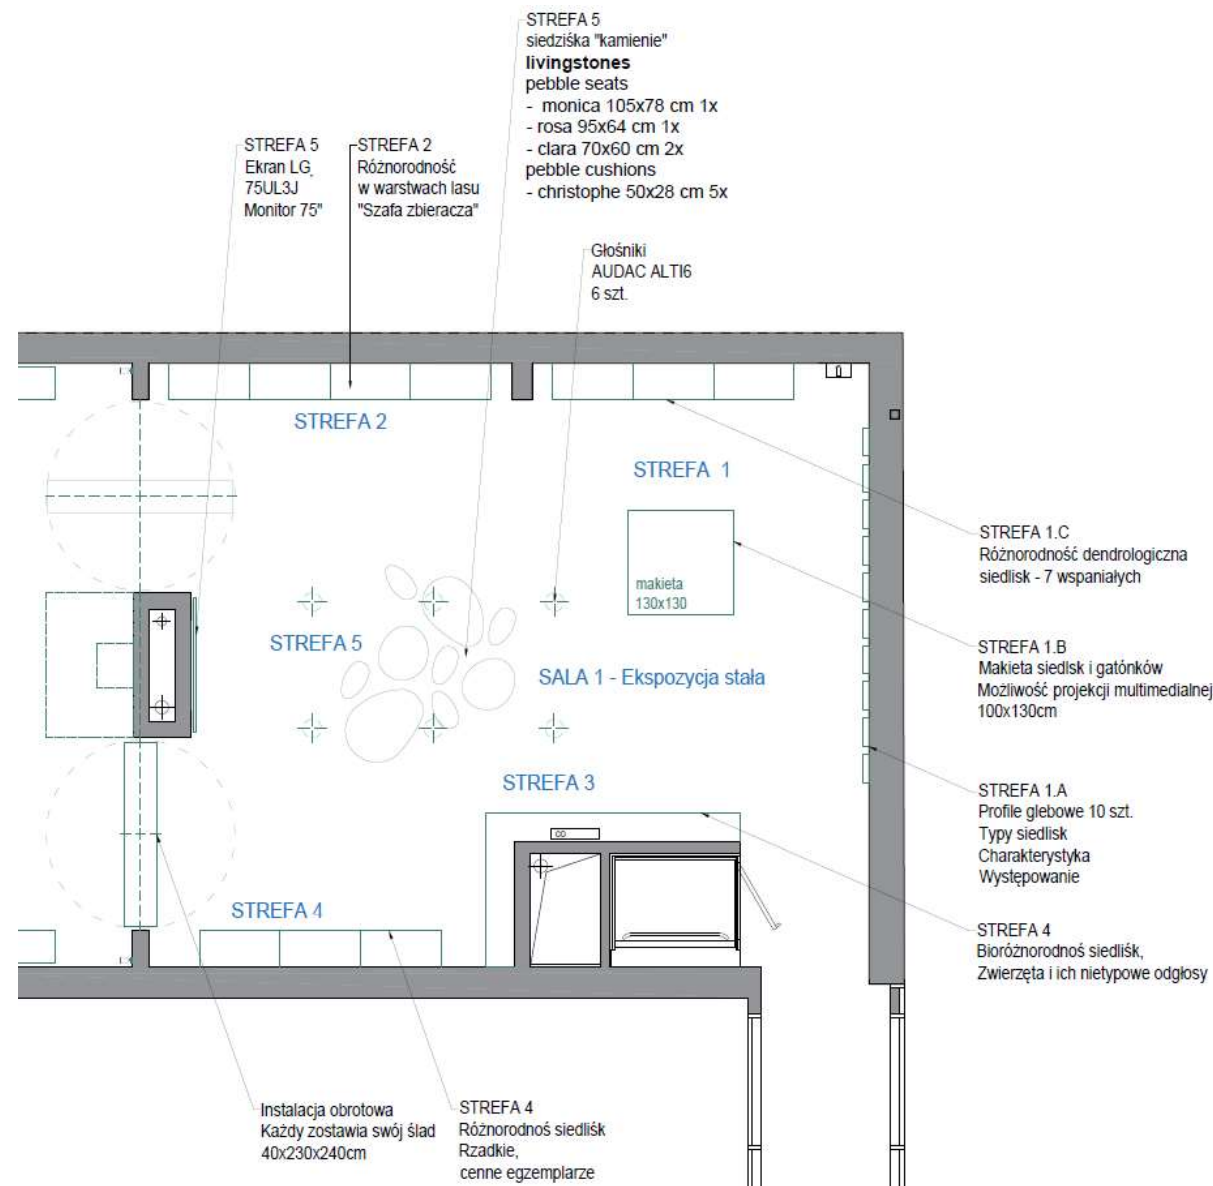 STREFA 5
siedziśka "kamienie"
livingstones
pebble seats
- monica 105x78 cm 1x
- rosa 95x64 cm 1x
- clara 70x60 cm 2x
pebble cushions
- christophe 50x28 cm 5x
STREFA 5
Ekran LG
75UL3J
Monitor 75"
STREFA 2
Różnorodność
w warstwach lasu
"Szafa zbieracza"
Głośniki
AUDAC ALTI6
6 szt.
STREFA 2
STREFA 1
makieta
130x130
STREFA 5
SALA 1 - Ekspozycja stała
STREFA 3
CO
STREFA 4
STREFA 1.C
Różnorodność dendrologiczna
siedlisk - 7 wspaniałych
STREFA 1.B
Makieta siedlsk i gatónków
Możliwość projekcji multimedialnej
100x130cm
STREFA 1.A
Profile glebowe 10 szt.
Typy siedlisk
Charakterystyka
Występowanie
STREFA 4
Bioróżnorodnoś siedliśk,
Zwierzęta i ich nietypowe odgłosy
Instalacja obrotowa
Każdy zostawia swój ślad
40x230x240cm
STREFA 4
Różnorodnoś siedliśk
Rzadkie,
cenne egzemplarze